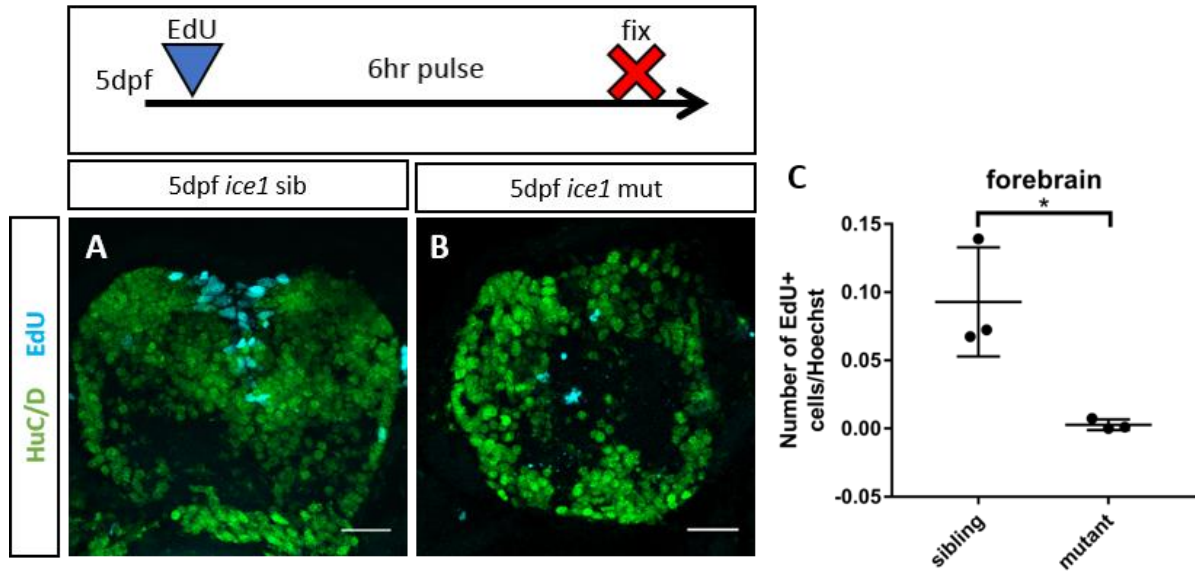 EdU
fix
5dpf
6hr pulse
5dpf ice1 sib
5dpf ice1 mut
HuC/D EdU
A
B
C
forebrain
*
Number of EdU+
cells/Hoechst
0.15
0.10
0.05
0.00
-0.05
sibling
mutant